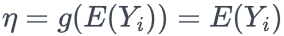 η = g(E(Y_i)) = E(Y_i)